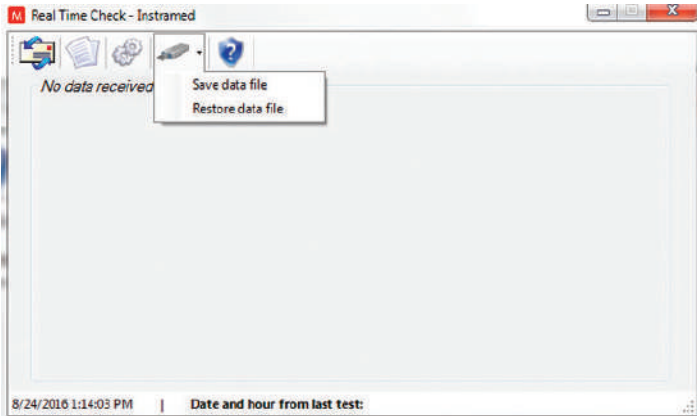 M Real Time Check - Instramed
X
?
No data received
Save data file
Restore data file
8/24/2016 1:14:03 PM | Date and hour from last test: